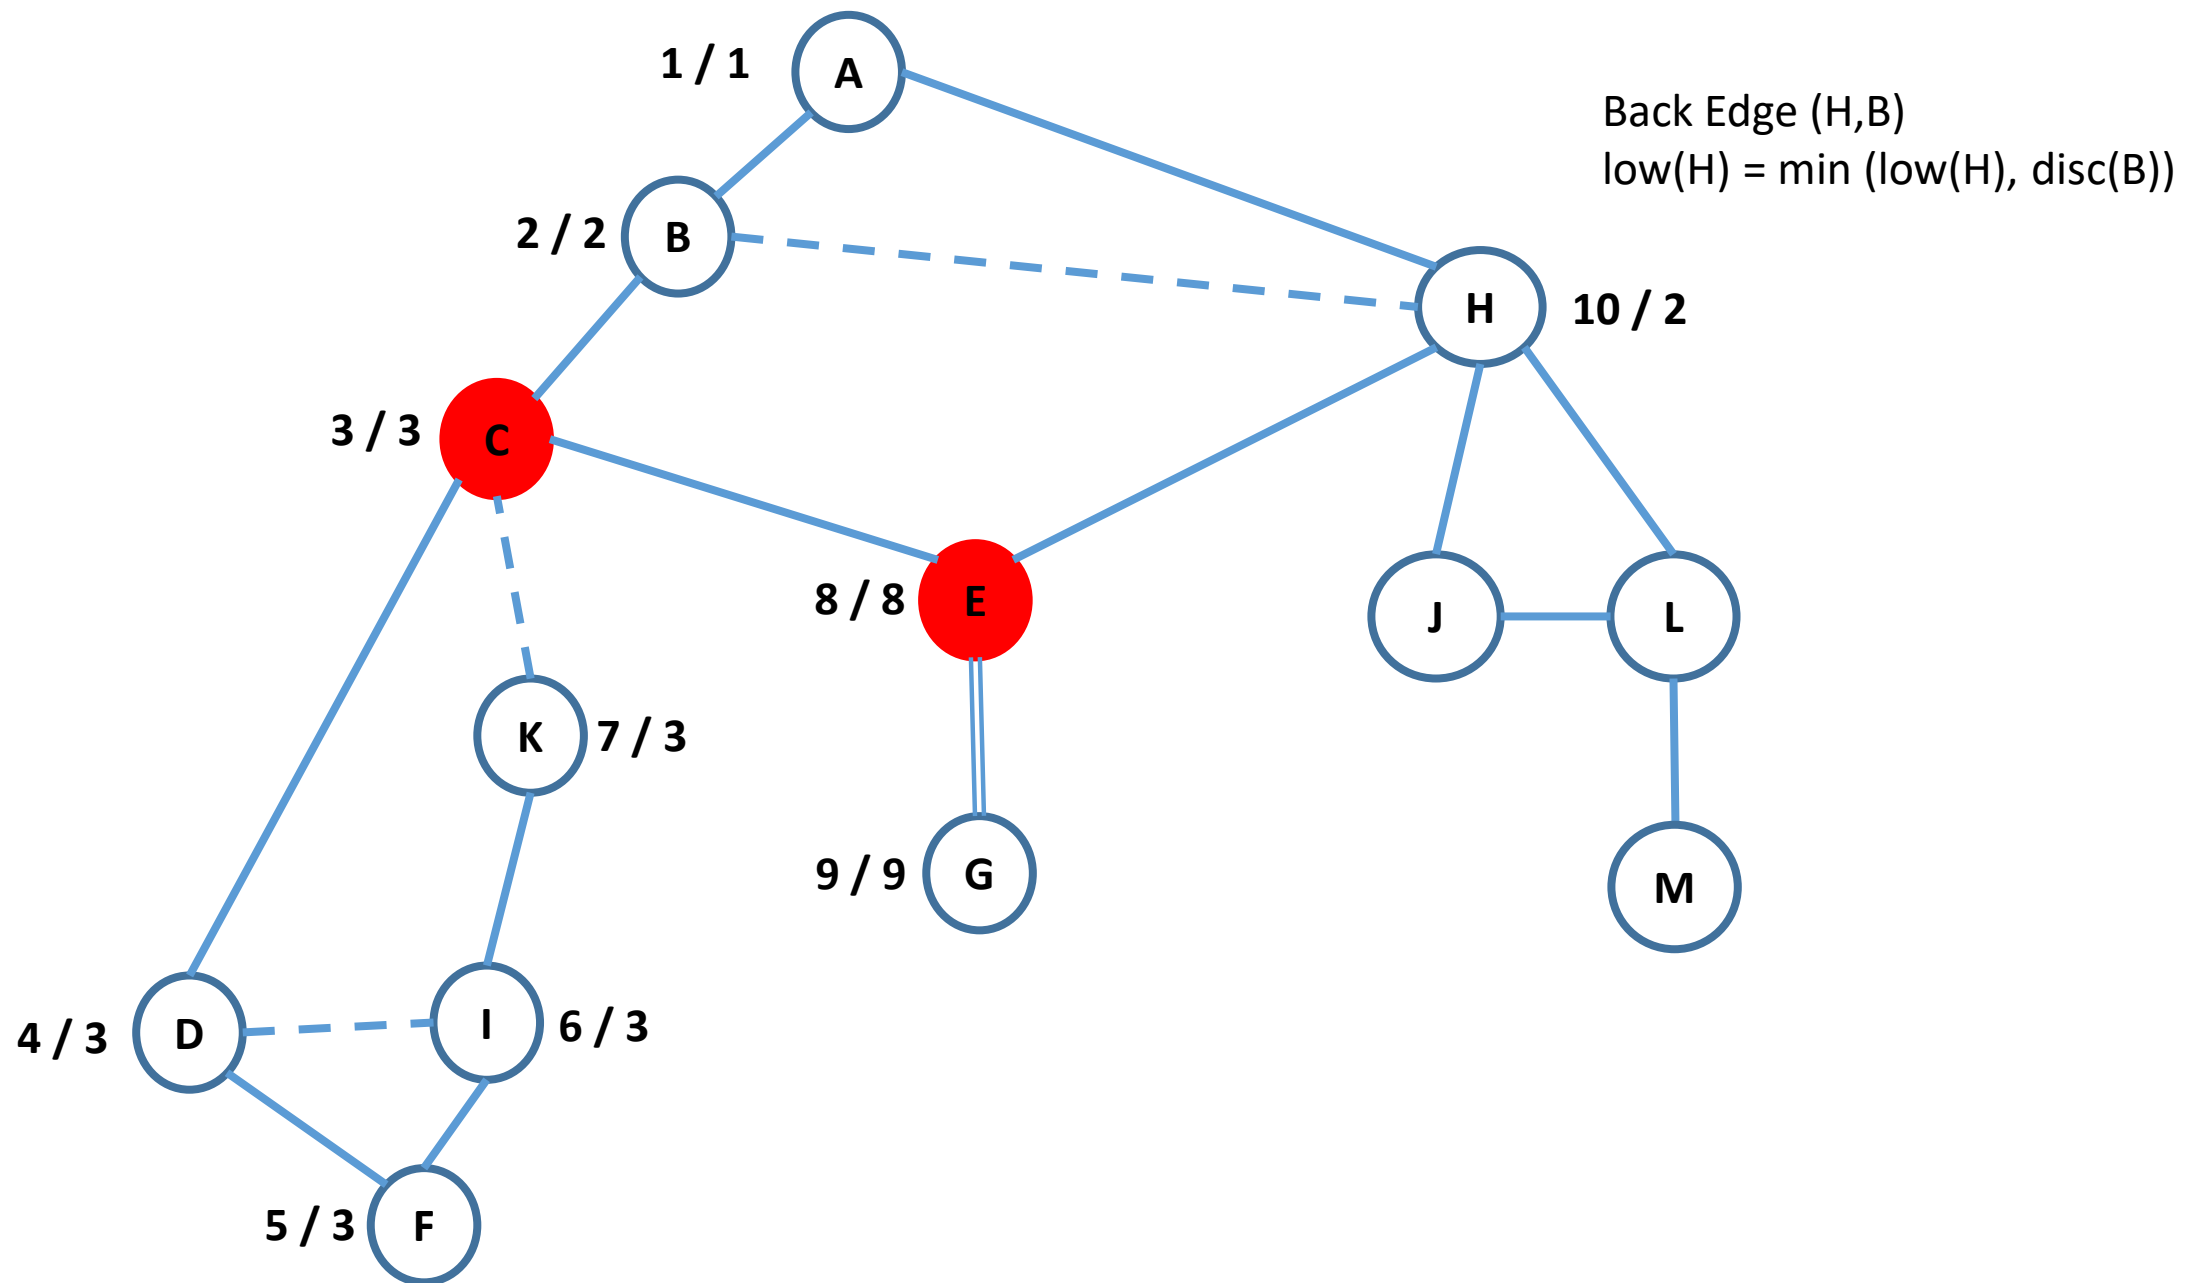 1 / 1
A
Back Edge (H,B)
low(H) = min (low(H), disc(B))
2 / 2
B
H
10 / 2
3 / 3
C
8 / 8
E
J
L
K
7 / 3
9 / 9
G
M
4 / 3
D
I
6 / 3
5 / 3
F